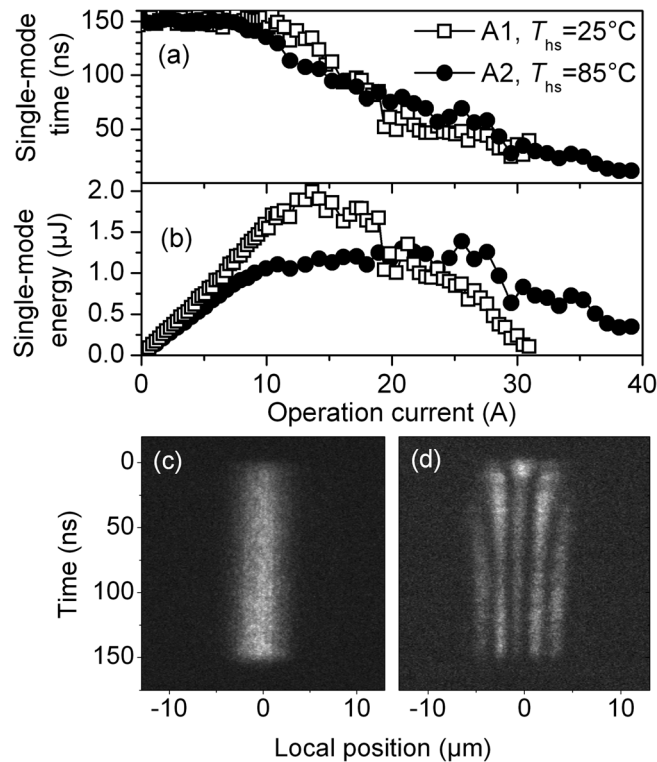 150
100
50
Single-mode
time (ns)
(a)
A1, Ths=25°C
A2, Ths=85°C
2.0
1.5
1.0
0.5
0.0
Single-mode
energy (µJ)
(b)
0 10 20 30 40
Operation current (A)
(c) (d)
0
50
100
150
Time (ns)
-10 0 10 -10 0 10
Local position (µm)